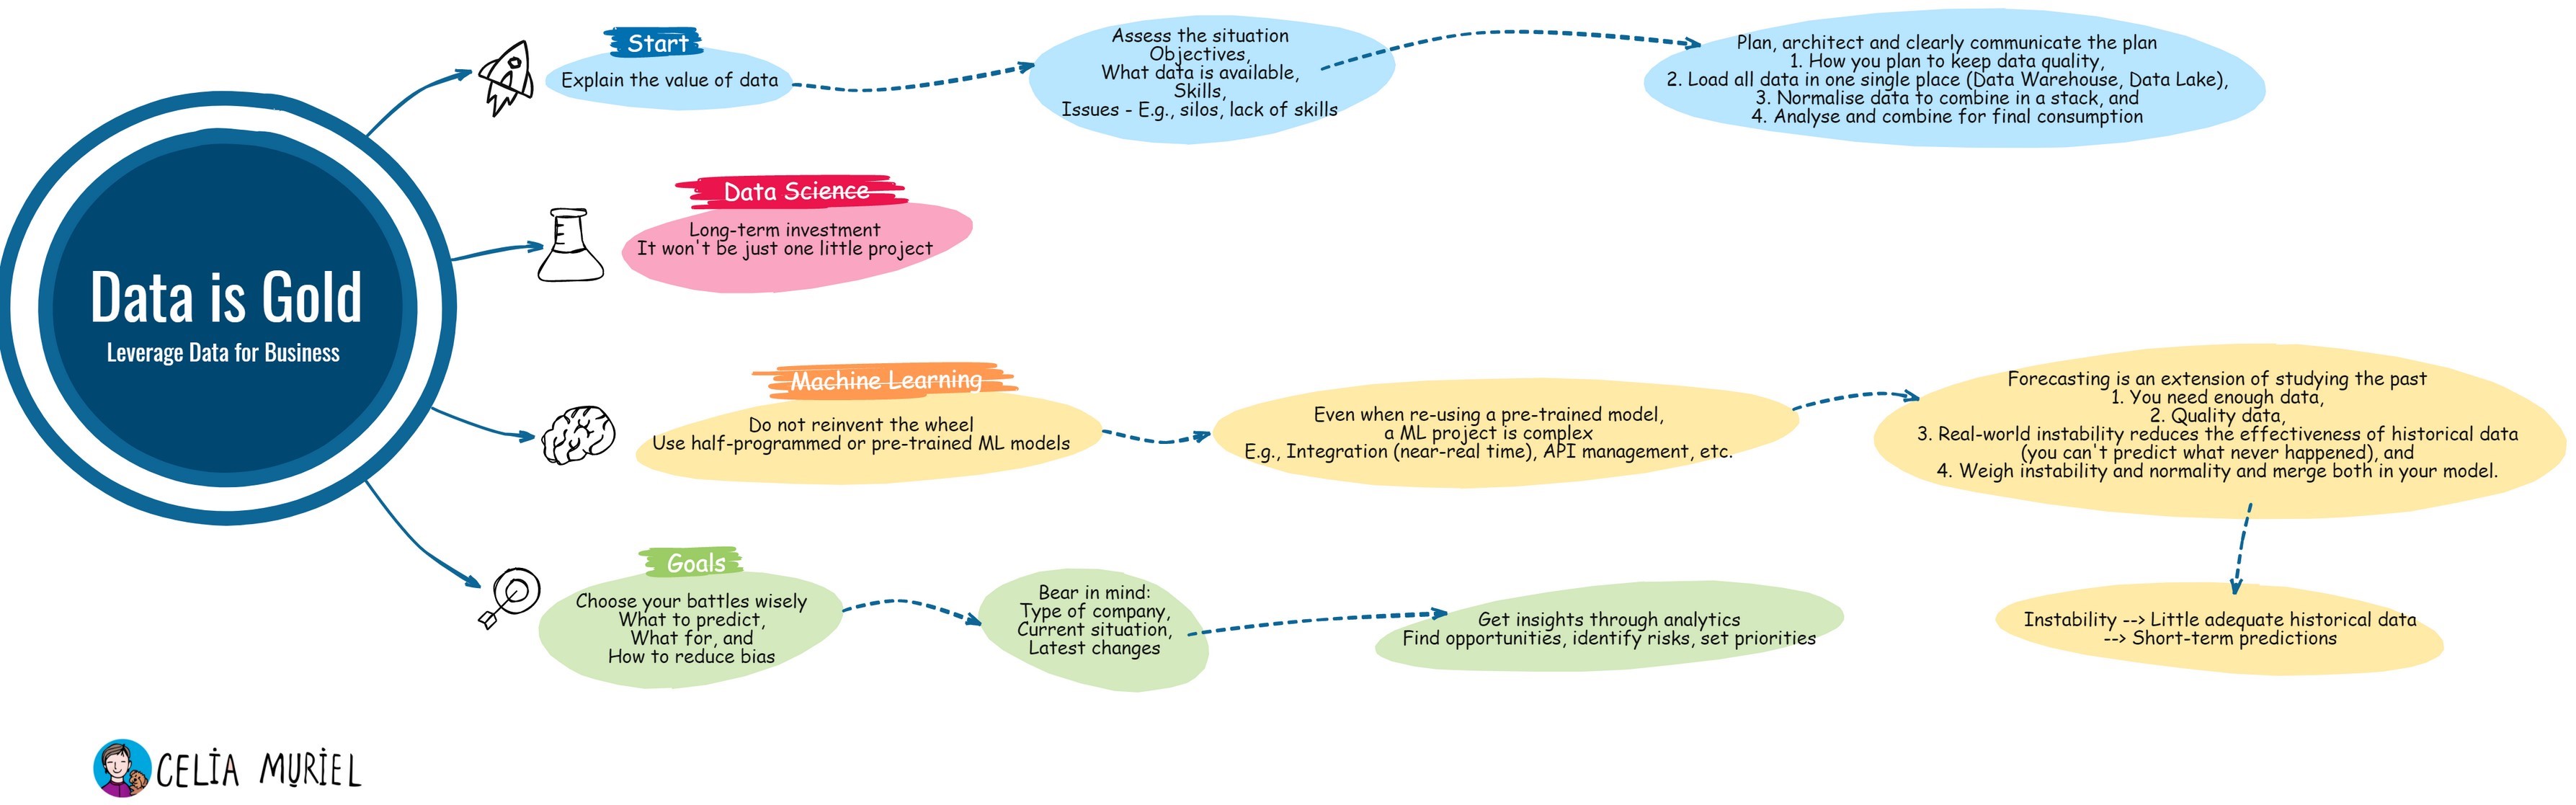 Data is Gold
Leverage Data for Business
Start
Explain the value of data
Assess the situation
Objectives,
What data is available,
Skills,
Issues - E.g., silos, lack of skills
Plan, architect and clearly communicate the plan
1. How you plan to keep data quality,
2. Load all data in one single place (Data Warehouse, Data Lake),
3. Normalise data to combine in a stack, and
4. Analyse and combine for final consumption
Data Science
Long-term investment
It won't be just one little project
Machine Learning
Do not reinvent the wheel
Use half-programmed or pre-trained ML models
Even when re-using a pre-trained model,
a ML project is complex
E.g., Integration (near-real time), API management, etc.
Forecasting is an extension of studying the past
1. You need enough data,
2. Quality data,
3. Real-world instability reduces the effectiveness of historical data
(you can't predict what never happened), and
4. Weigh instability and normality and merge both in your model.
Instability --> Little adequate historical data
--> Short-term predictions
Goals
Choose your battles wisely
What to predict,
What for, and
How to reduce bias
Bear in mind:
Type of company,
Current situation,
Latest changes
Get insights through analytics
Find opportunities, identify risks, set priorities
CELIA MURIEL